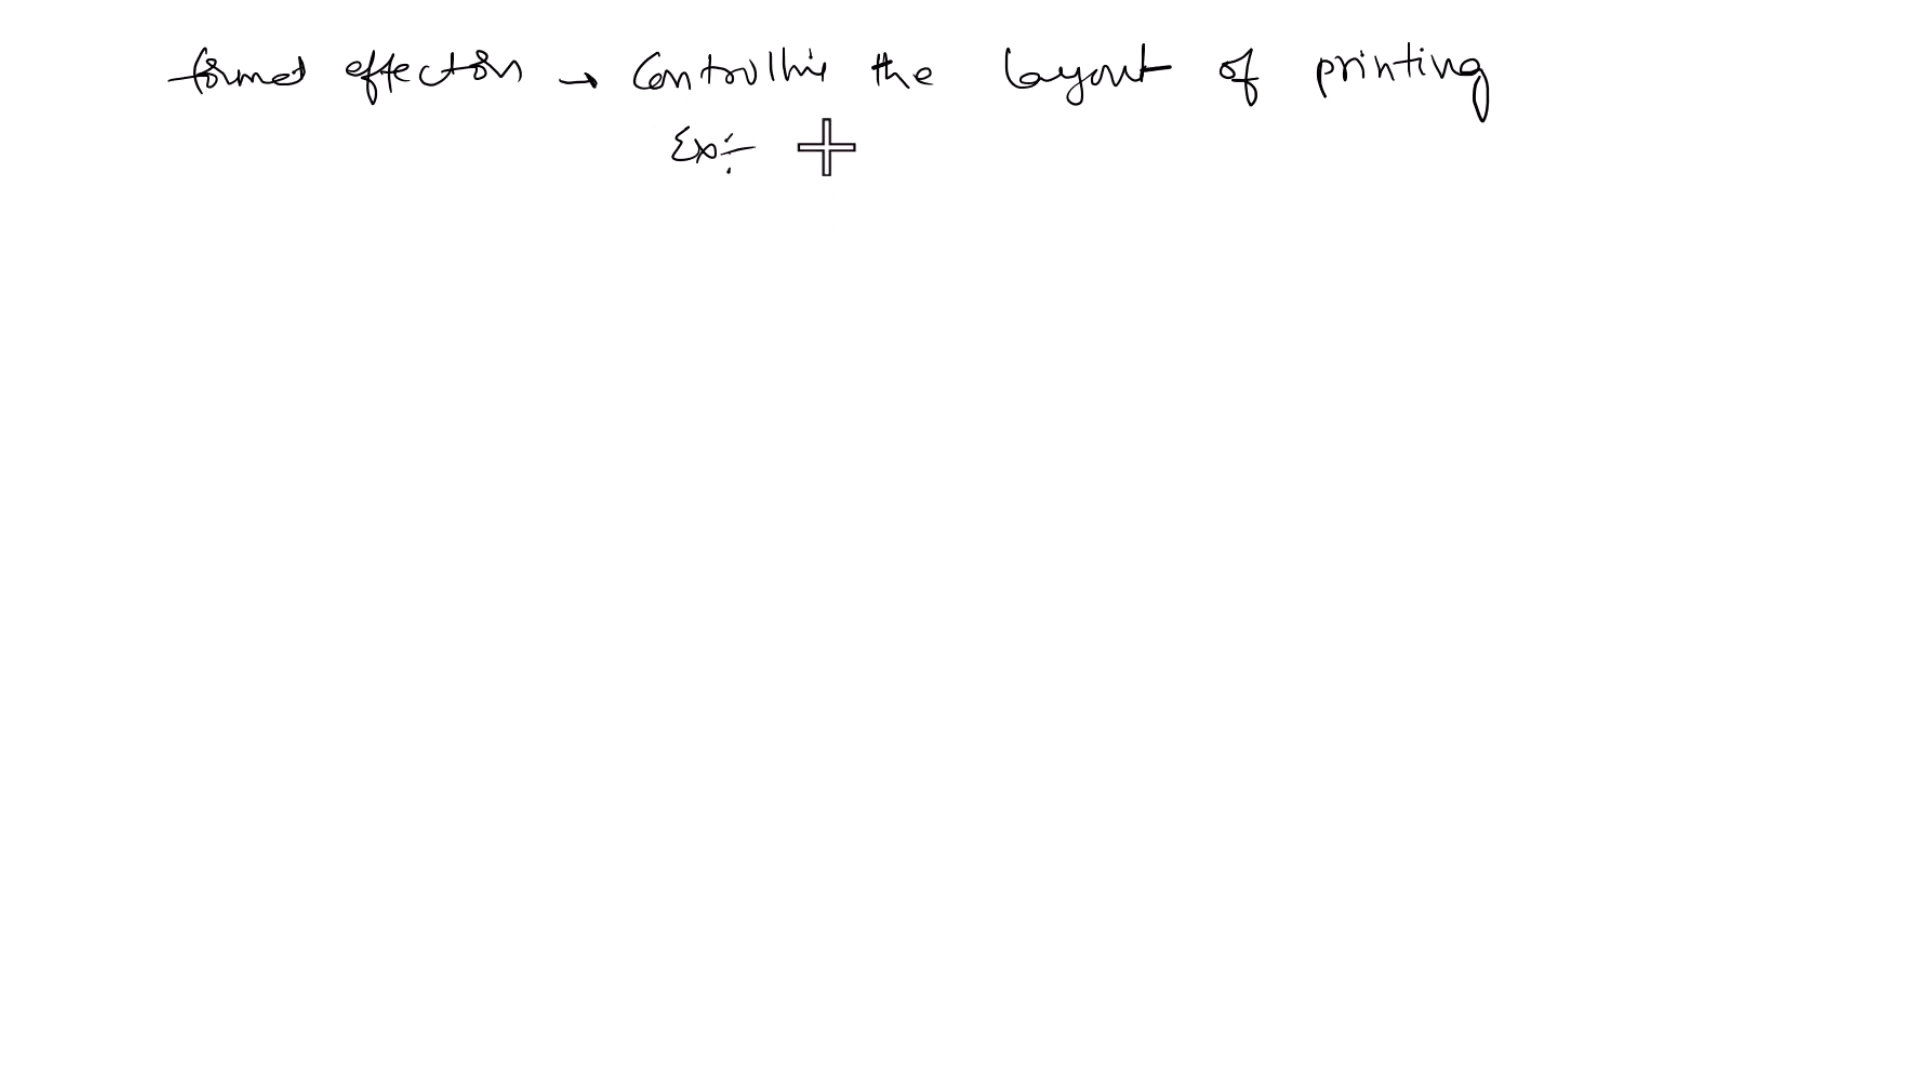 format effectors → Controlling the layout of printing
Ex:-